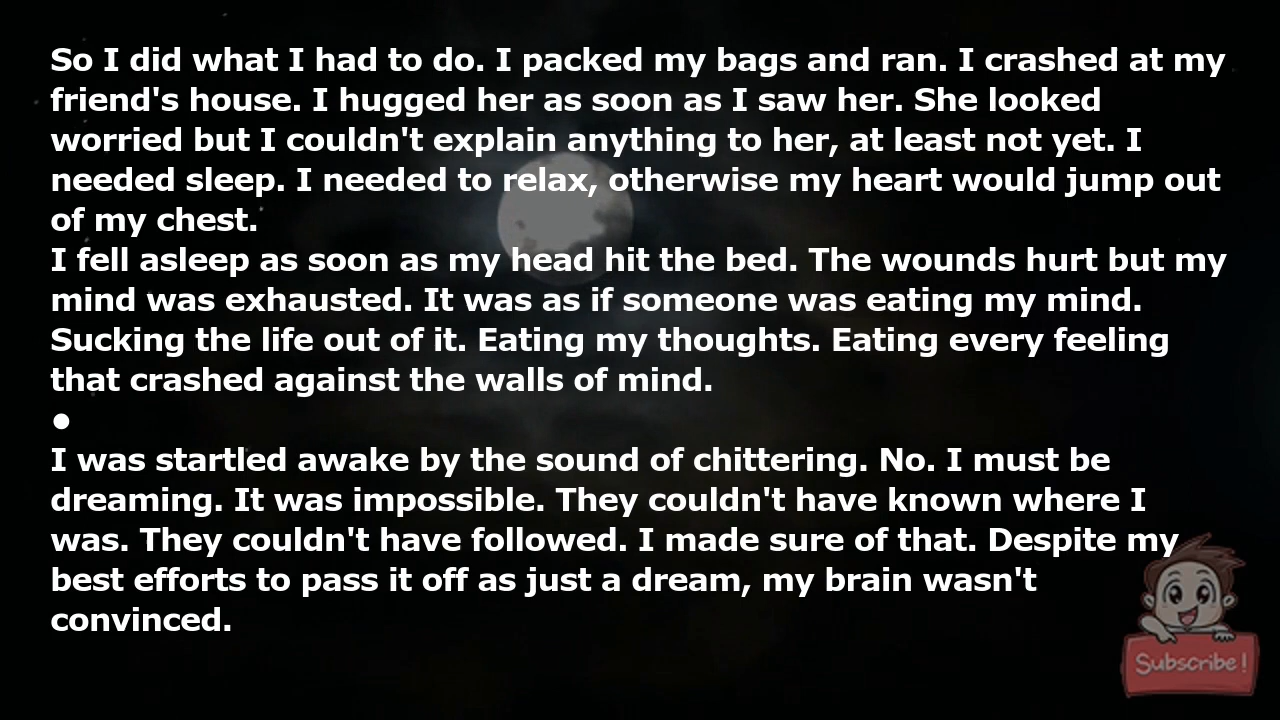 So I did what I had to do. I packed my bags and ran. I crashed at my
friend's house. I hugged her as soon as I saw her. She looked
worried but I couldn't explain anything to her, at least not yet. I
needed sleep. I needed to relax, otherwise my heart would jump out
of my chest.
I fell asleep as soon as my head hit the bed. The wounds hurt but my
mind was exhausted. It was as if someone was eating my mind.
Sucking the life out of it. Eating my thoughts. Eating every feeling
that crashed against the walls of mind.
●
I was startled awake by the sound of chittering. No. I must be
dreaming. It was impossible. They couldn't have known where I
was. They couldn't have followed. I made sure of that. Despite my
best efforts to pass it off as just a dream, my brain wasn't
convinced.
Subscribe!